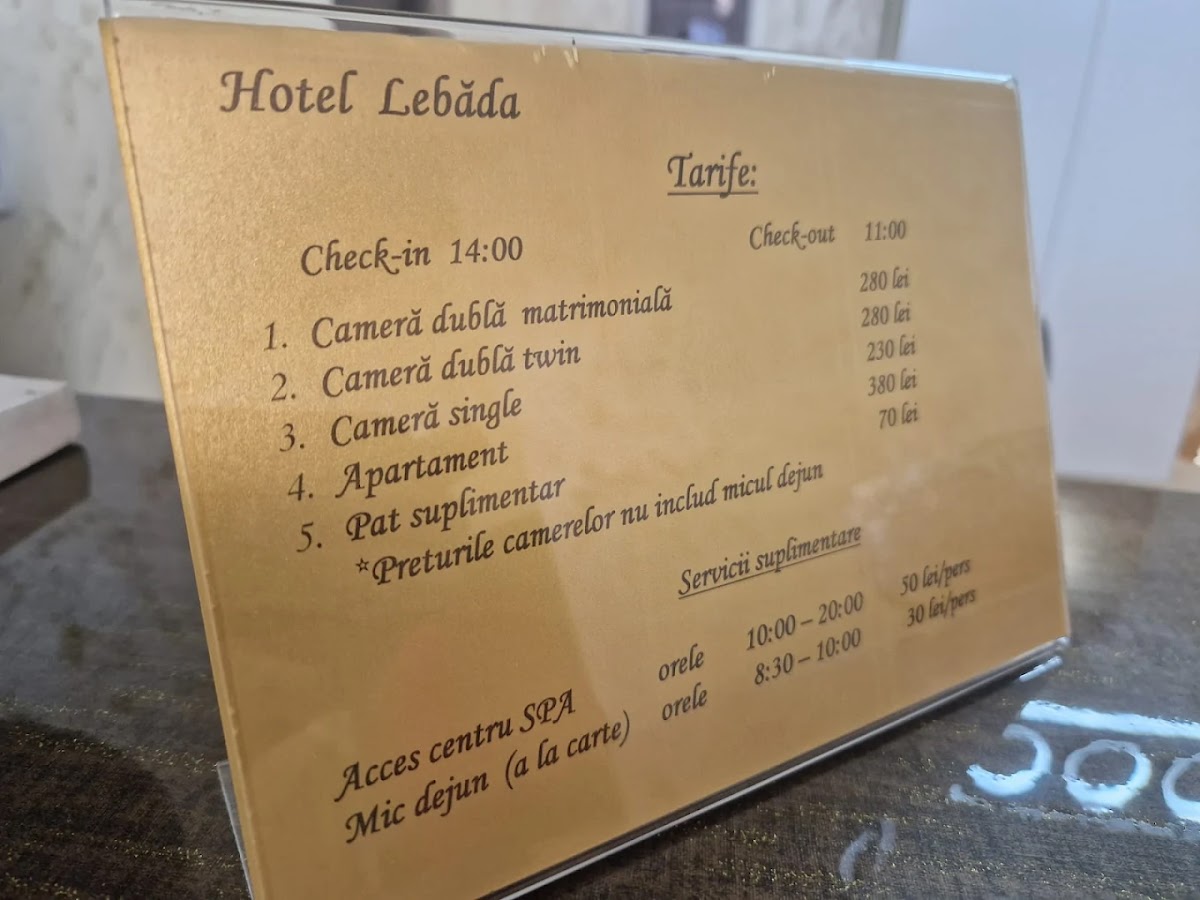 Hotel Lebăda
Tarife:
Check-in 14:00 Check-out 11:00
1. Cameră dublă matrimonială 280 lei
2. Cameră dublă twin 280 lei
3. Cameră single 230 lei
4. Apartament 380 lei
5. Pat suplimentar 70 lei
*Preturile camerelor nu includ micul dejun
Servicii suplimentare
Acces centru SPA orele 10:00 – 20:00 50 lei/pers
Mic dejun (a la carte) orele 8:30 – 10:00 30 lei/pers